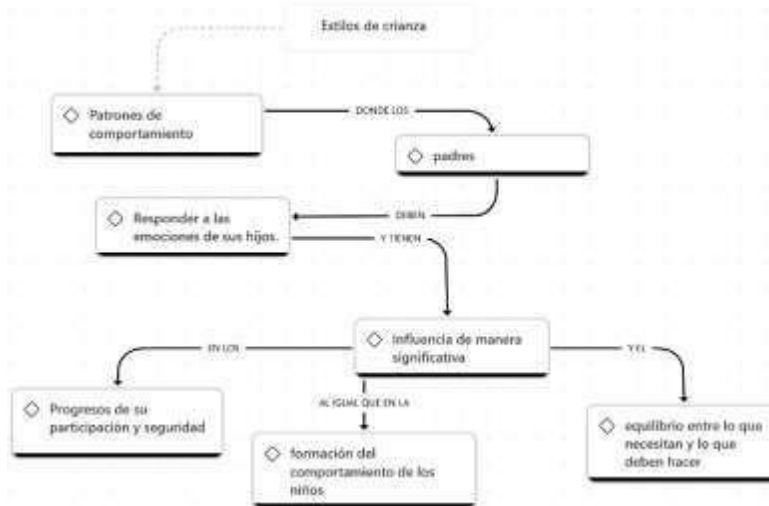 Estilos de crianza
Patrones de
comportamiento
DONDE LOS
padres
DEBEN
Responder a las
emociones de sus hijos.
Y TIENEN
Influencia de manera
significativa
EN LOS
Y EL
Progresos de su
participación y seguridad
AL IGUAL QUE EN LA
formación del
comportamiento de los
niños
equilibrio entre lo que
necesitan y lo que
deben hacer